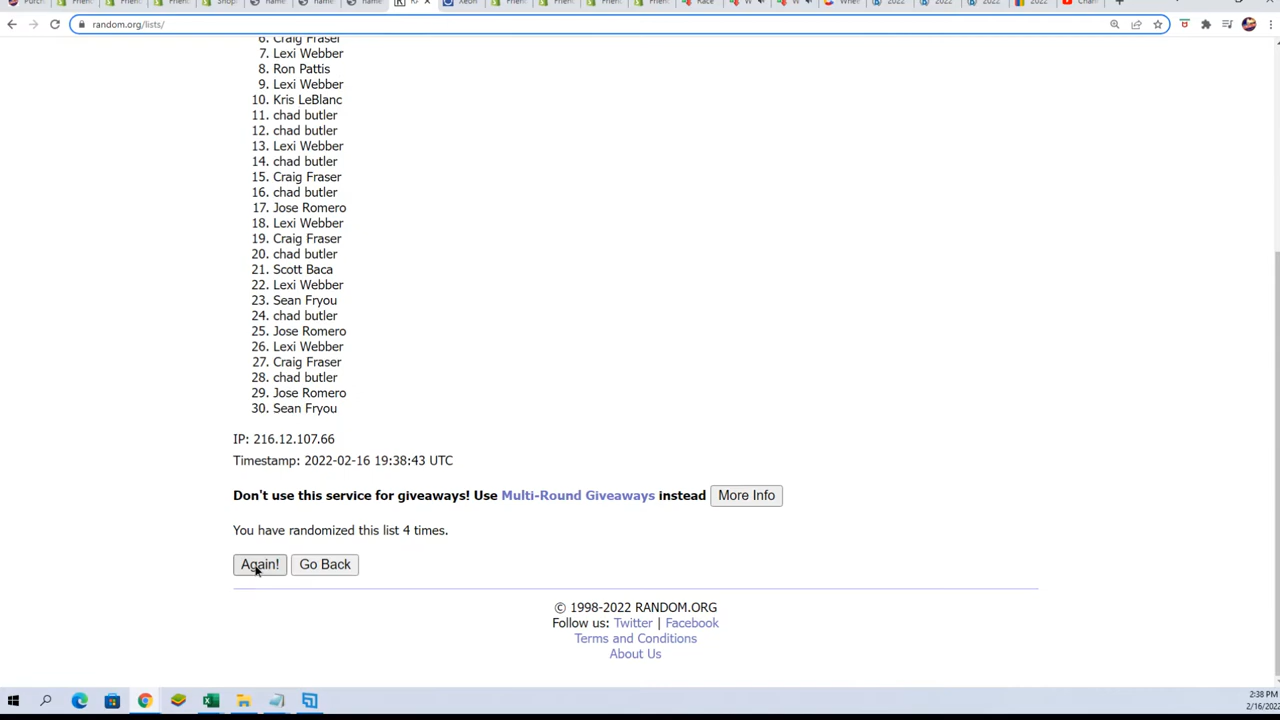 random.org/lists/
6. Craig Fraser
7. Lexi Webber
8. Ron Pattis
9. Lexi Webber
10. Kris LeBlanc
11. chad butler
12. chad butler
13. Lexi Webber
14. chad butler
15. Craig Fraser
16. chad butler
17. Jose Romero
18. Lexi Webber
19. Craig Fraser
20. chad butler
21. Scott Baca
22. Lexi Webber
23. Sean Fryou
24. chad butler
25. Jose Romero
26. Lexi Webber
27. Craig Fraser
28. chad butler
29. Jose Romero
30. Sean Fryou
IP: 216.12.107.66
Timestamp: 2022-02-16 19:38:43 UTC
Don't use this service for giveaways! Use Multi-Round Giveaways instead More Info
You have randomized this list 4 times.
Again! Go Back
© 1998-2022 RANDOM.ORG
Follow us: Twitter | Facebook
Terms and Conditions
About Us
2:38 PM
2/16/2022